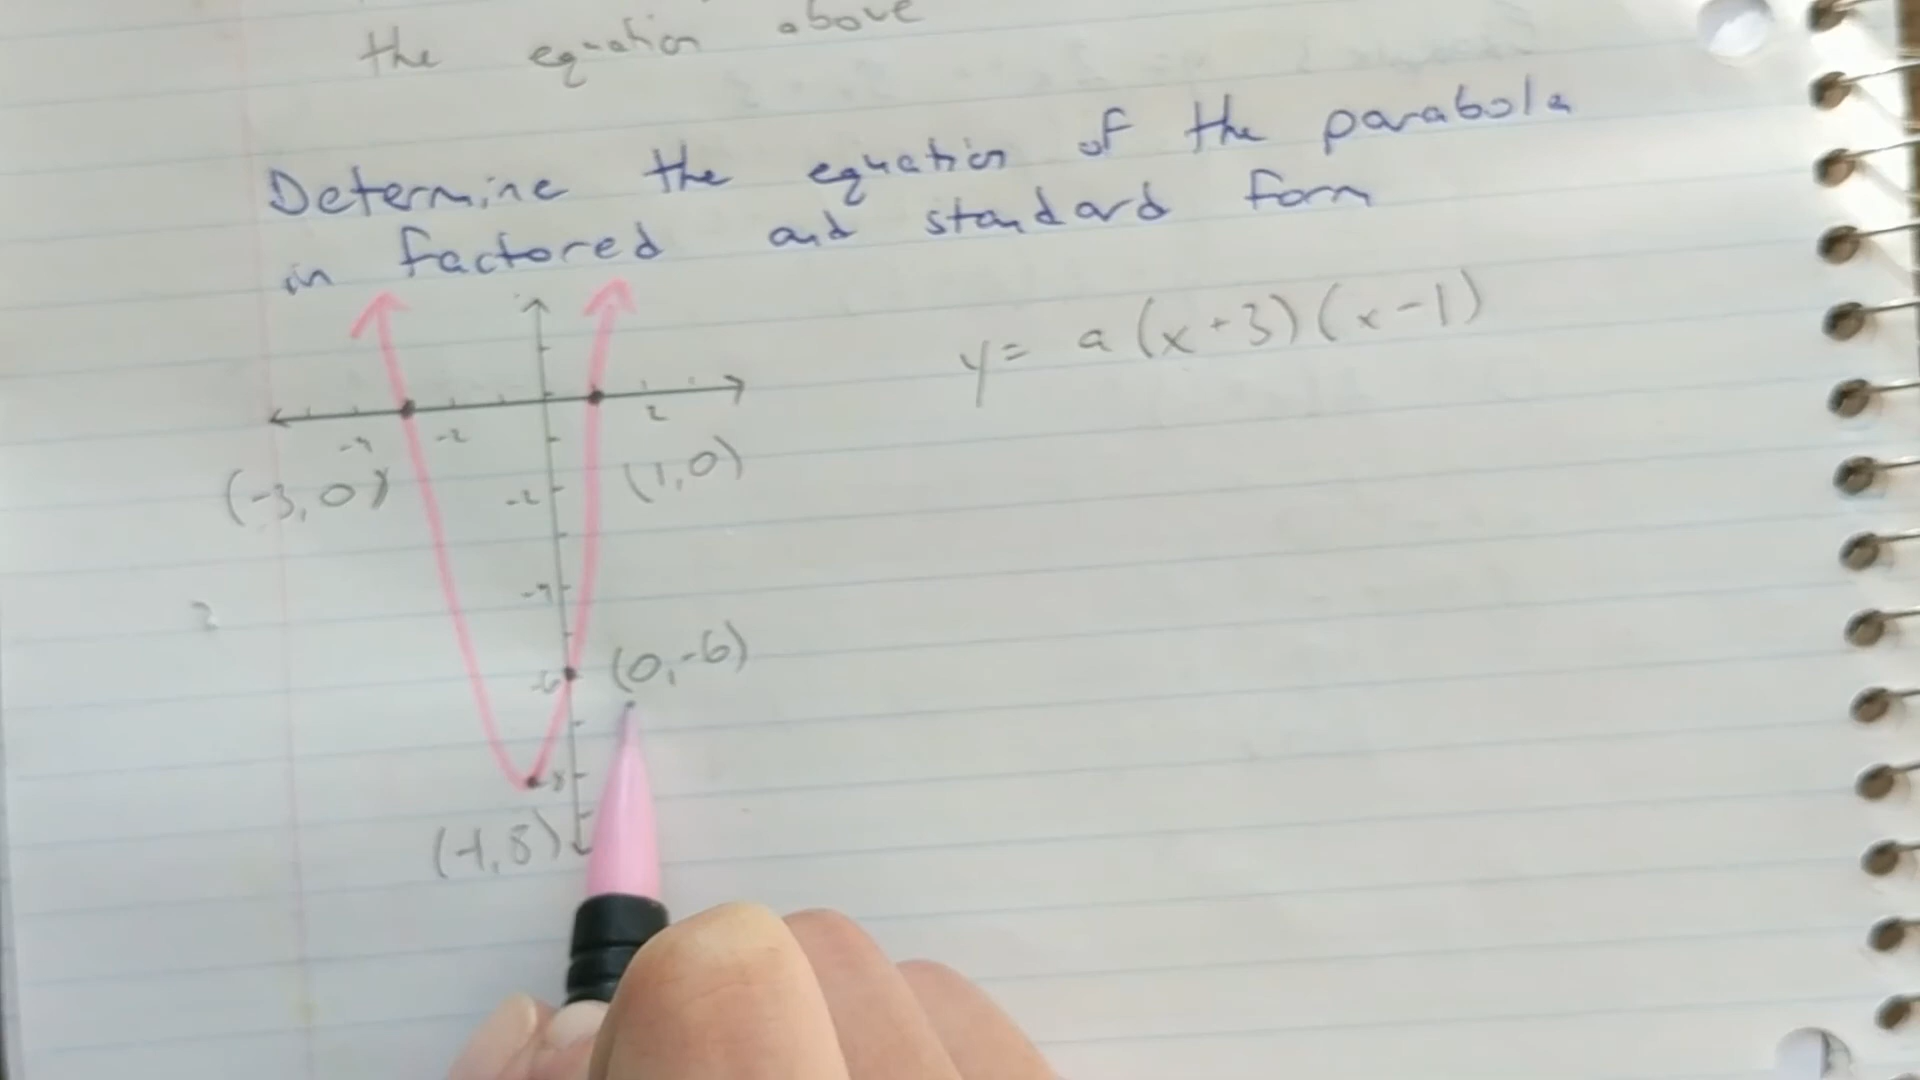 the equation above
Determine the equation of the parabola
in factored and standard form
y = a(x+3)(x-1)
-4 -2 2
(-3,0) (1,0)
-2
-4
(0,-6)
-6
-8
(-1,8)